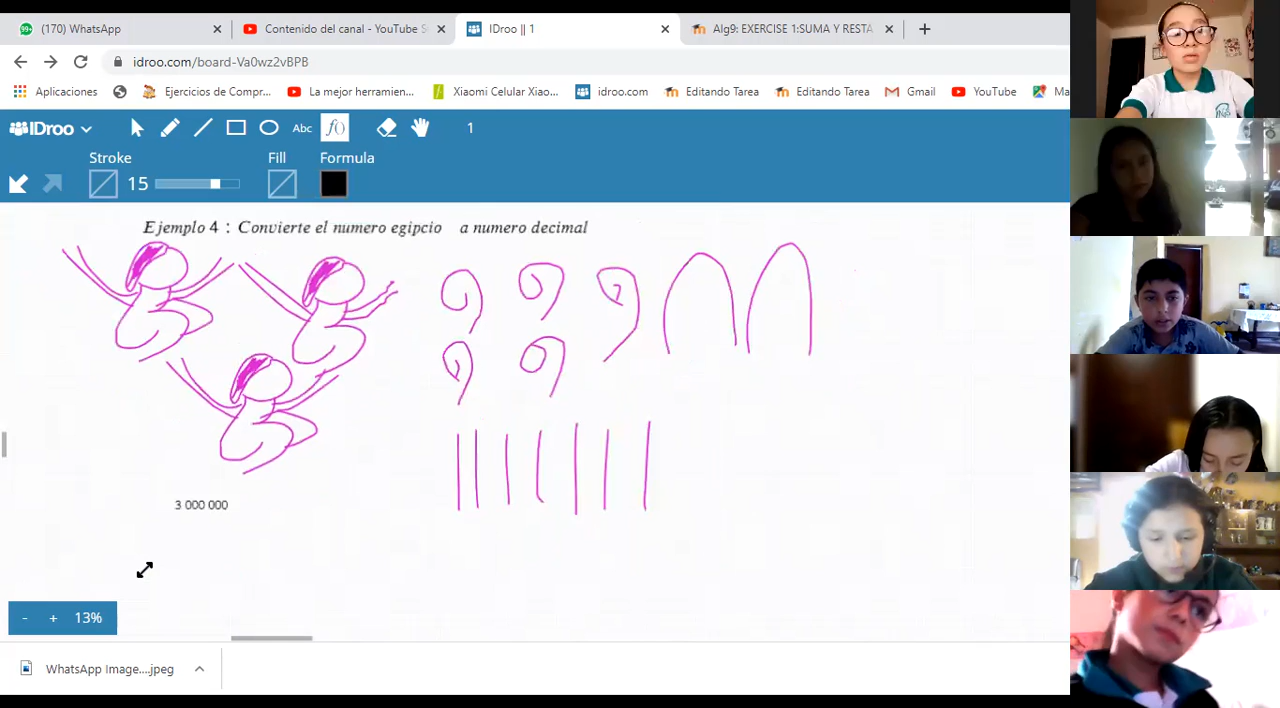 (170) WhatsApp
Contenido del canal - YouTube S
IDroo || 1
Alg9: EXERCISE 1:SUMA Y RESTA
idroo.com/board-Va0wz2vBPB
Aplicaciones
Ejercicios de Compr...
La mejor herramien...
Xiaomi Celular Xiao...
idroo.com
Editando Tarea
Editando Tarea
Gmail
YouTube
Ma
IDroo
Abc
f()
1
Stroke
15
Fill
Formula
Ejemplo 4 : Convierte el numero egipcio a numero decimal
3 000 000
- + 13%
WhatsApp Image....jpeg